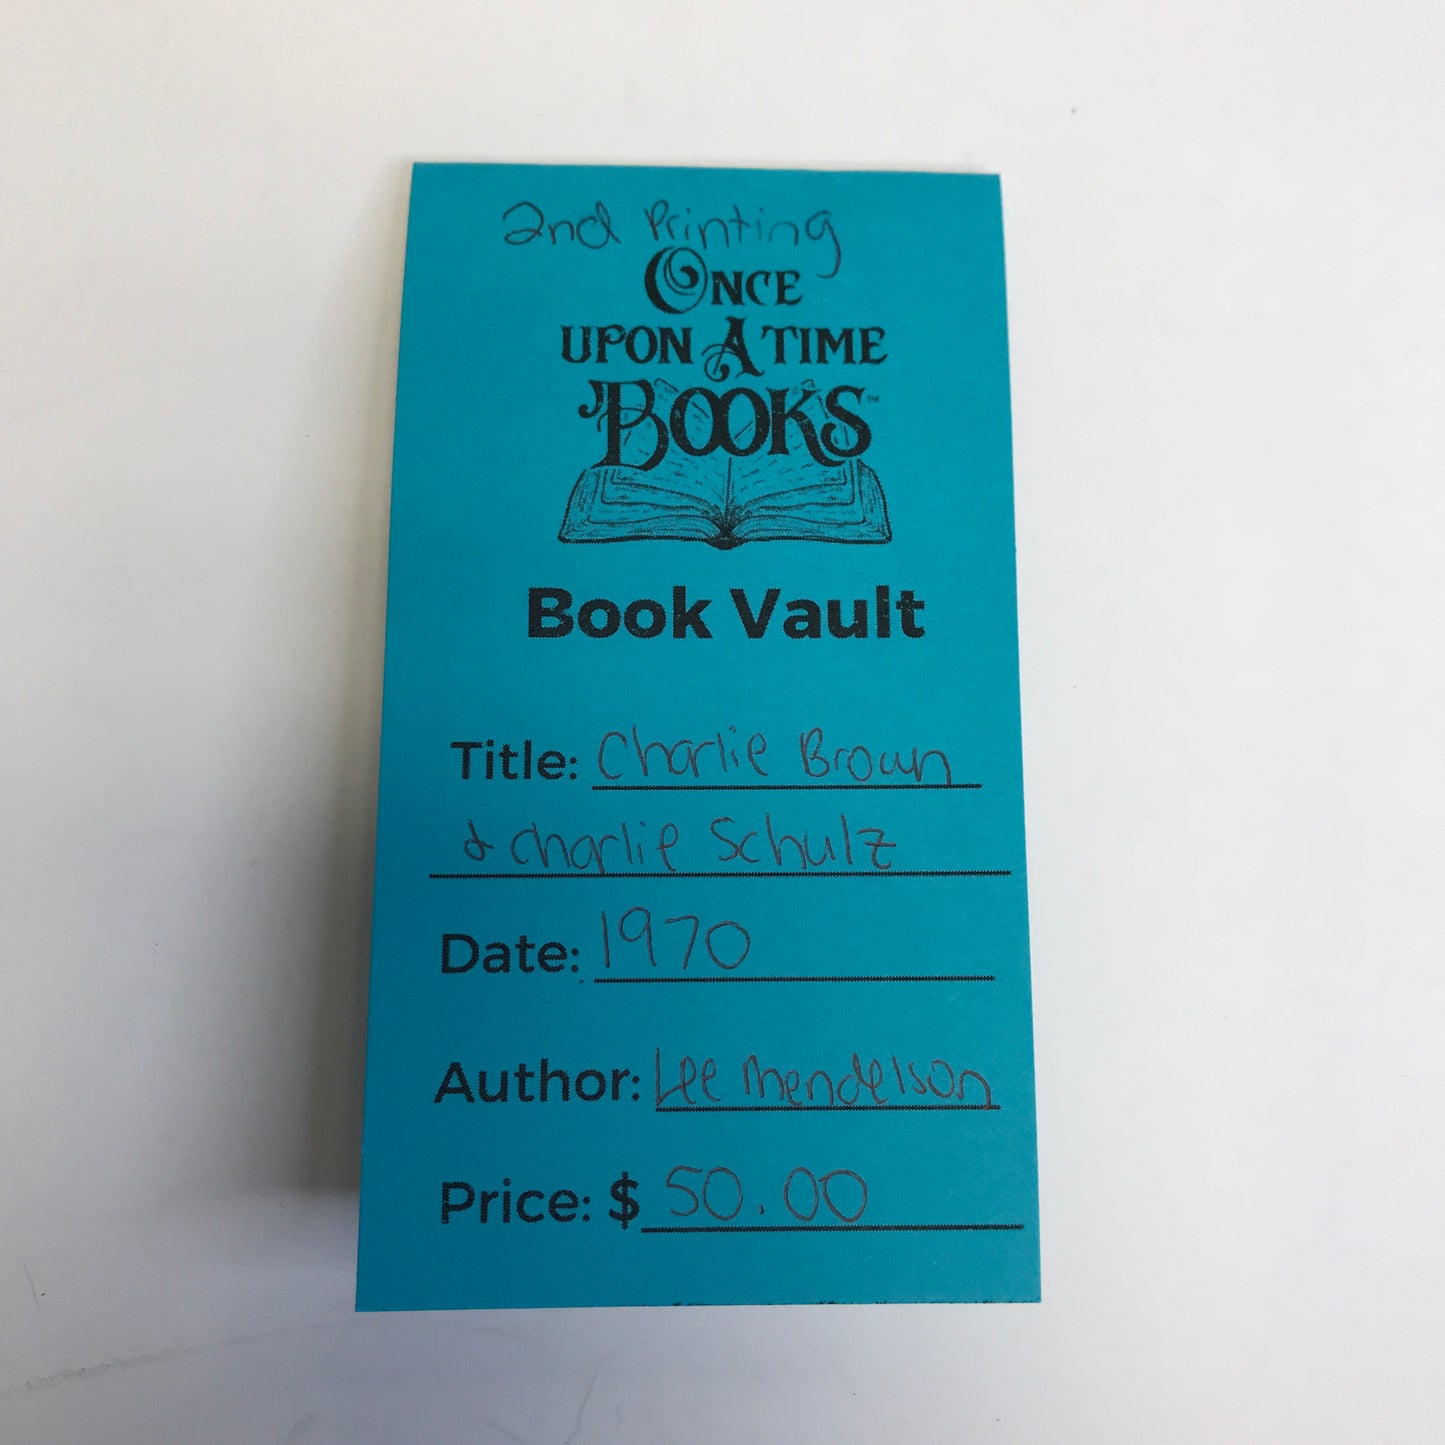 2nd Printing
ONCE
UPON A TIME
BOOKS™
Book Vault
Title: Charlie Brown
& Charlie Schulz
Date: 1970
Author: Lee Mendelson
Price: $ 50.00